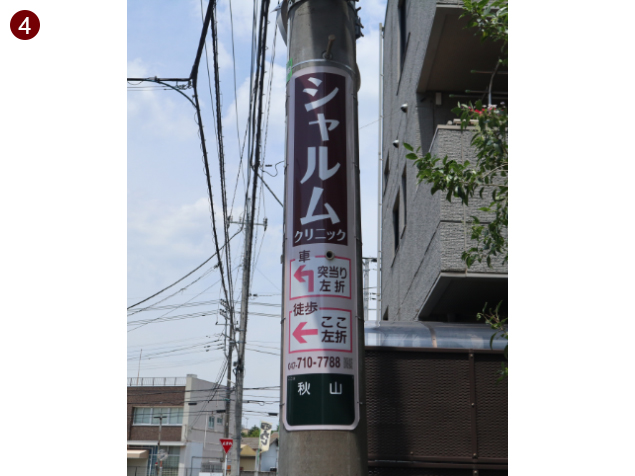 4
シャルム
クリニック
車
突当り
左折
徒歩
ここ
左折
710-7788
秋山